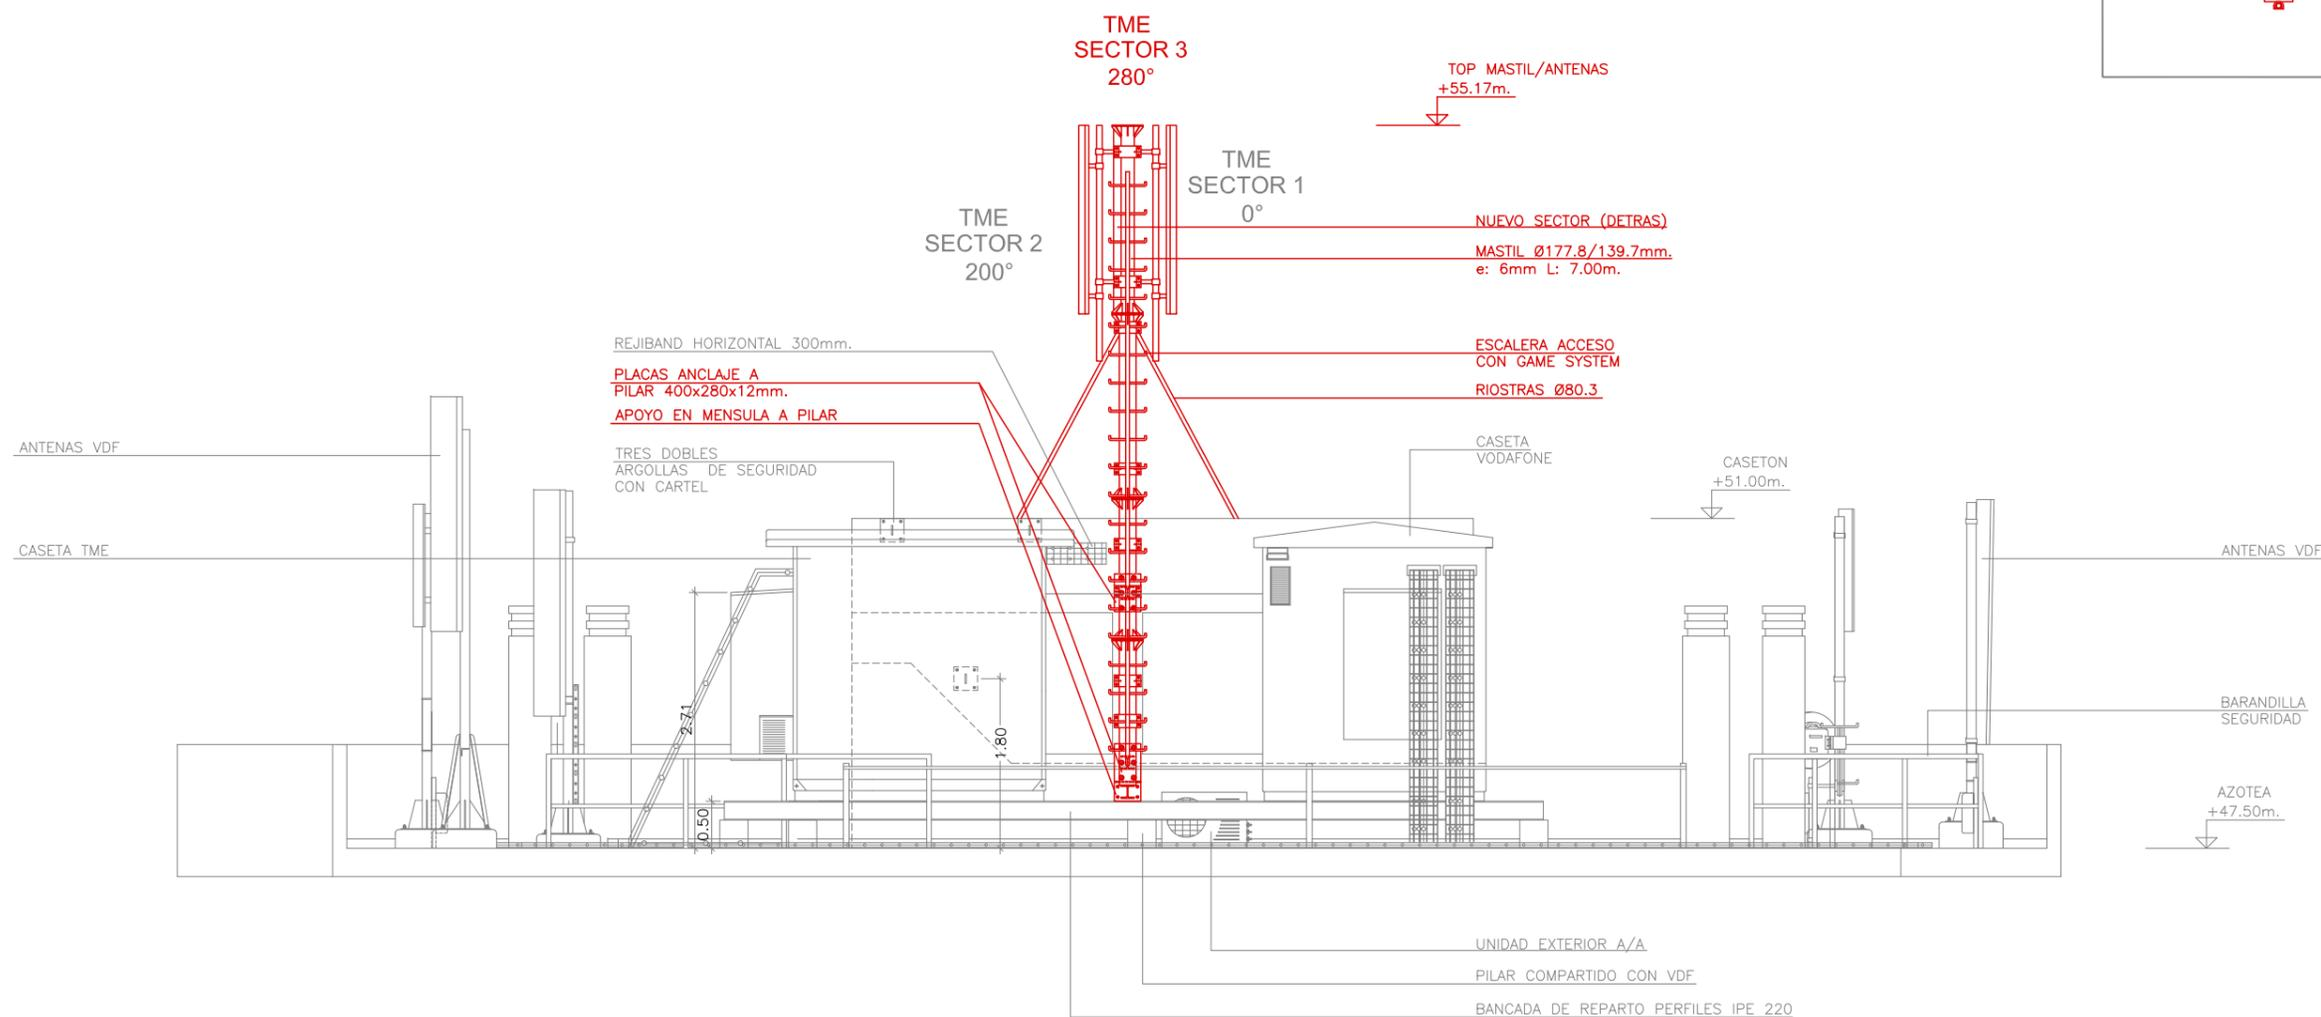 TME
SECTOR 3
280°
TOP MASTIL/ANTENAS
+55.17m.
TME
SECTOR 1
0°
TME
SECTOR 2
200°
NUEVO SECTOR (DETRAS)
MASTIL Ø177.8/139.7mm.
e: 6mm L: 7.00m.
REJIBAND HORIZONTAL 300mm.
PLACAS ANCLAJE A
PILAR 400x280x12mm.
APOYO EN MENSULA A PILAR
ESCALERA ACCESO
CON GAME SYSTEM
RIOSTRAS Ø80.3
ANTENAS VDF
TRES DOBLES
ARGOLLAS DE SEGURIDAD
CON CARTEL
CASETA
VODAFONE
CASETON
+51.00m.
CASETA TME
ANTENAS VDF
2.71
1.80
0.50
BARANDILLA
SEGURIDAD
AZOTEA
+47.50m.
UNIDAD EXTERIOR A/A
PILAR COMPARTIDO CON VDF
BANCADA DE REPARTO PERFILES IPE 220